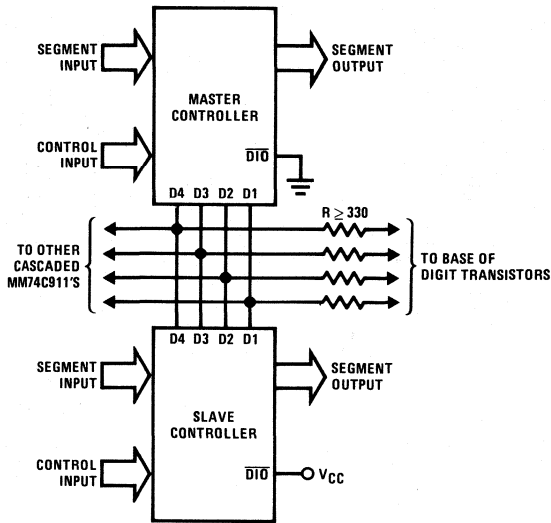 SEGMENT
INPUT
SEGMENT
OUTPUT
MASTER
CONTROLLER
CONTROL
INPUT
DIO
D4 D3 D2 D1
R ≥ 330
TO OTHER
CASCADED
MM74C911'S
TO BASE OF
DIGIT TRANSISTORS
D4 D3 D2 D1
SEGMENT
INPUT
SEGMENT
OUTPUT
SLAVE
CONTROLLER
CONTROL
INPUT
DIO
VCC